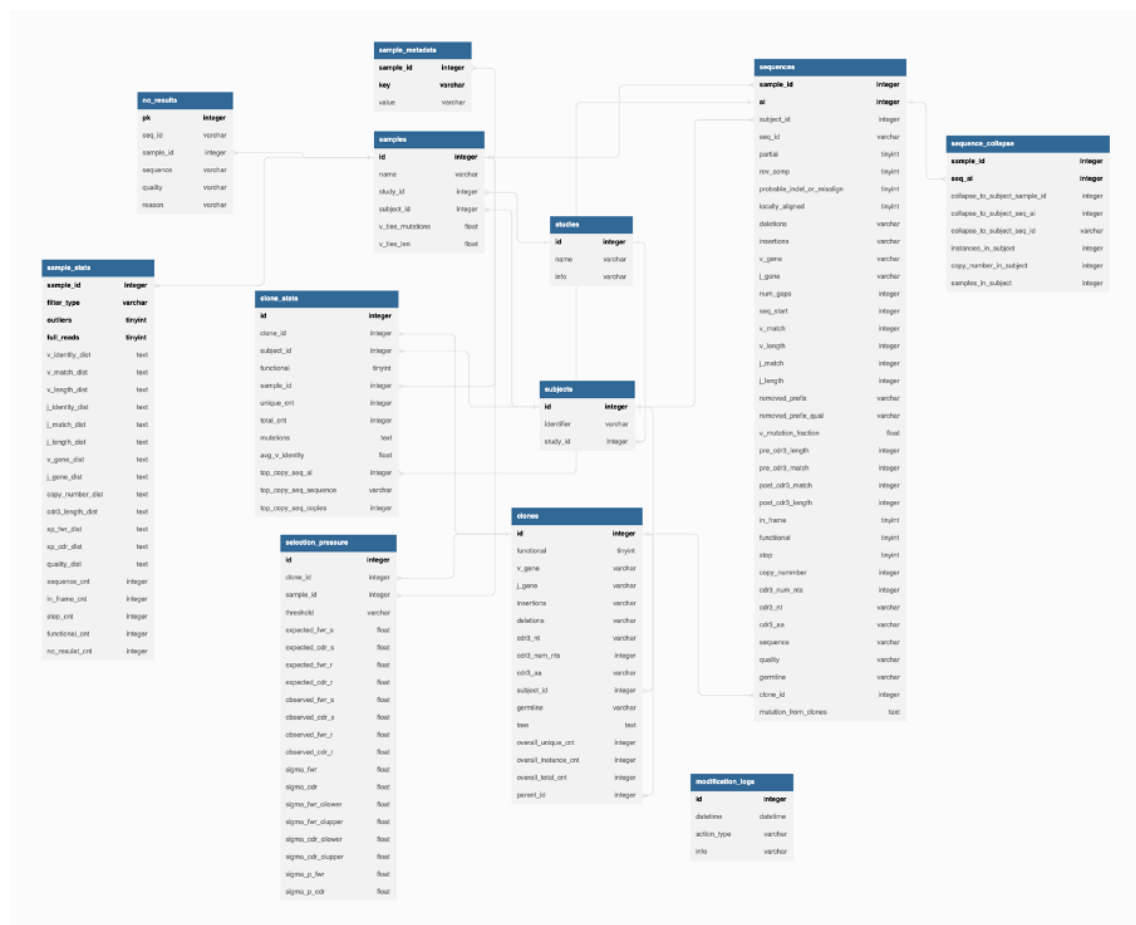 sample_metadata
sample_id integer
key varchar
value varchar
sequences
sample_id integer
ai integer
subject_id integer
seq_id varchar
partial tinyint
rev_comp tinyint
probable_indel_or_misalign tinyint
locally_aligned tinyint
deletions varchar
insertions varchar
v_gene varchar
j_gene varchar
num_gaps integer
seq_start integer
v_match integer
v_length integer
j_match integer
j_length integer
removed_prefix varchar
removed_prefix_qual varchar
v_mutation_fraction float
pre_cdr3_length integer
pre_cdr3_match integer
post_cdr3_match integer
post_cdr3_length integer
in_frame tinyint
functional tinyint
stop tinyint
copy_nummber integer
cdr3_num_nts integer
cdr3_nt varchar
cdr3_aa varchar
sequence varchar
quality varchar
germline varchar
clone_id integer
mutation_from_clones text
no_results
pk integer
seq_id varchar
sample_id integer
sequence varchar
quality varchar
reason varchar
samples
id integer
name varchar
study_id integer
subject_id integer
v_ties_mutations float
v_ties_len float
sequence_collapse
sample_id integer
seq_ai integer
collapse_to_subject_sample_id integer
collapse_to_subject_seq_ai integer
collapse_to_subject_seq_id varchar
instances_in_subject integer
copy_number_in_subject integer
samples_in_subject integer
studies
id integer
name varchar
info varchar
sample_stats
sample_id integer
filter_type varchar
outliers tinyint
full_reads tinyint
v_identity_dist text
v_match_dist text
v_length_dist text
j_identity_dist text
j_match_dist text
j_length_dist text
v_gene_dist text
j_gene_dist text
copy_number_dist text
cdr3_length_dist text
sp_fwr_dist text
sp_cdr_dist text
quality_dist text
sequence_cnt integer
in_frame_cnt integer
stop_cnt integer
functional_cnt integer
no_resulat_cnt integer
clone_stats
id integer
clone_id integer
subject_id integer
functional tinyint
sample_id integer
unique_cnt integer
total_cnt integer
mutations text
avg_v_identity float
top_copy_seq_ai integer
top_copy_seq_sequence varchar
top_copy_seq_copies integer
subjects
id integer
identifier varchar
study_id integer
clones
id integer
functional tinyint
v_gene varchar
j_gene varchar
insertions varchar
deletions varchar
cdr3_nt varchar
cdr3_num_nts integer
cdr3_aa varchar
subject_id integer
germline varchar
tree text
overall_unique_cnt integer
overall_instance_cnt integer
overall_total_cnt integer
parent_id integer
selection_pressure
id integer
clone_id integer
sample_id integer
threshold varchar
expected_fwr_s float
expected_cdr_s float
expected_fwr_r float
expected_cdr_r float
observed_fwr_s float
observed_cdr_s float
observed_fwr_r float
observed_cdr_r float
sigma_fwr float
sigma_cdr float
sigma_fwr_cilower float
sigma_fwr_ciupper float
sigma_cdr_cilower float
sigma_cdr_ciupper float
sigma_p_fwr float
sigma_p_cdr float
modification_logs
id integer
datetime datetime
action_type varchar
info varchar